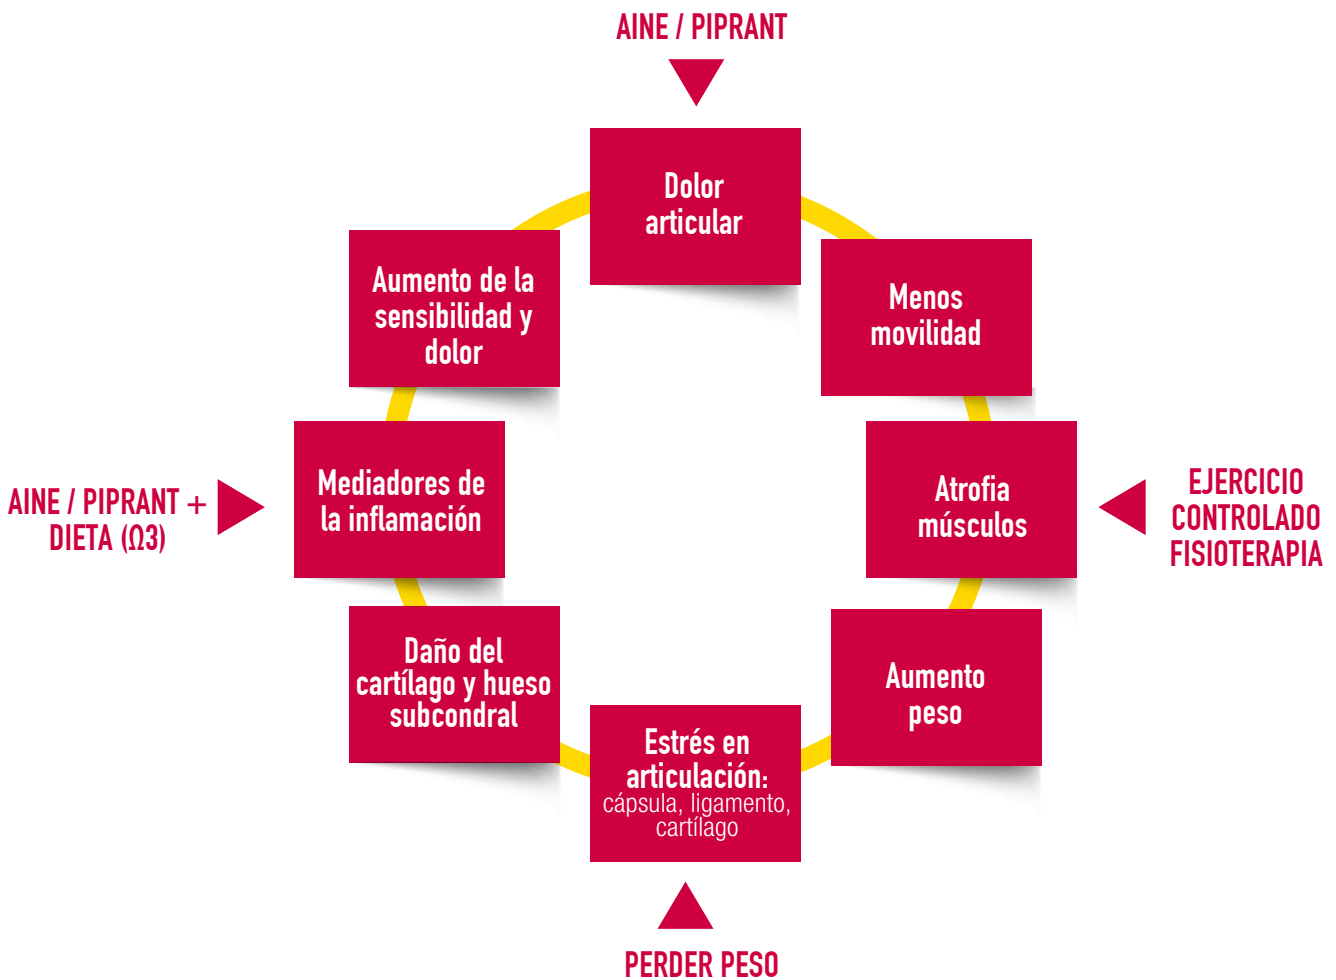 AINE / PIPRANT
Dolor
articular
Menos
movilidad
Atrofia
músculos
EJERCICIO
CONTROLADO
FISIOTERAPIA
Aumento
peso
Estrés en
articulación:
cápsula, ligamento,
cartílago
PERDER PESO
Daño del
cartílago y hueso
subcondral
Mediadores de
la inflamación
AINE / PIPRANT +
DIETA (Ω3)
Aumento de la
sensibilidad y
dolor